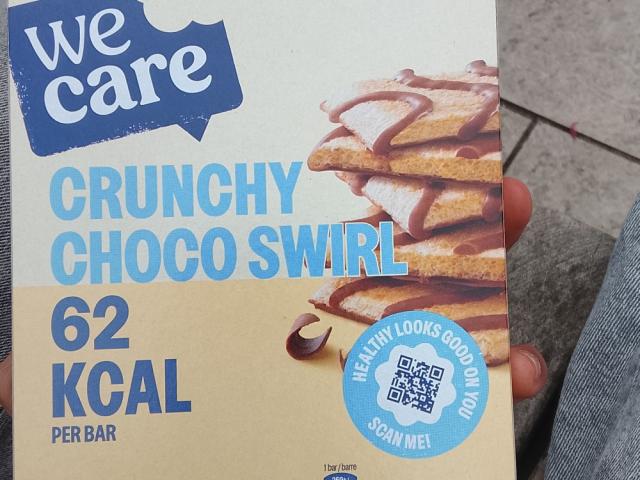 we
care
CRUNCHY
CHOCO SWIRL
62
KCAL
PER BAR
HEALTHY LOOKS GOOD ON YOU
SCAN ME!
1 bar / barre